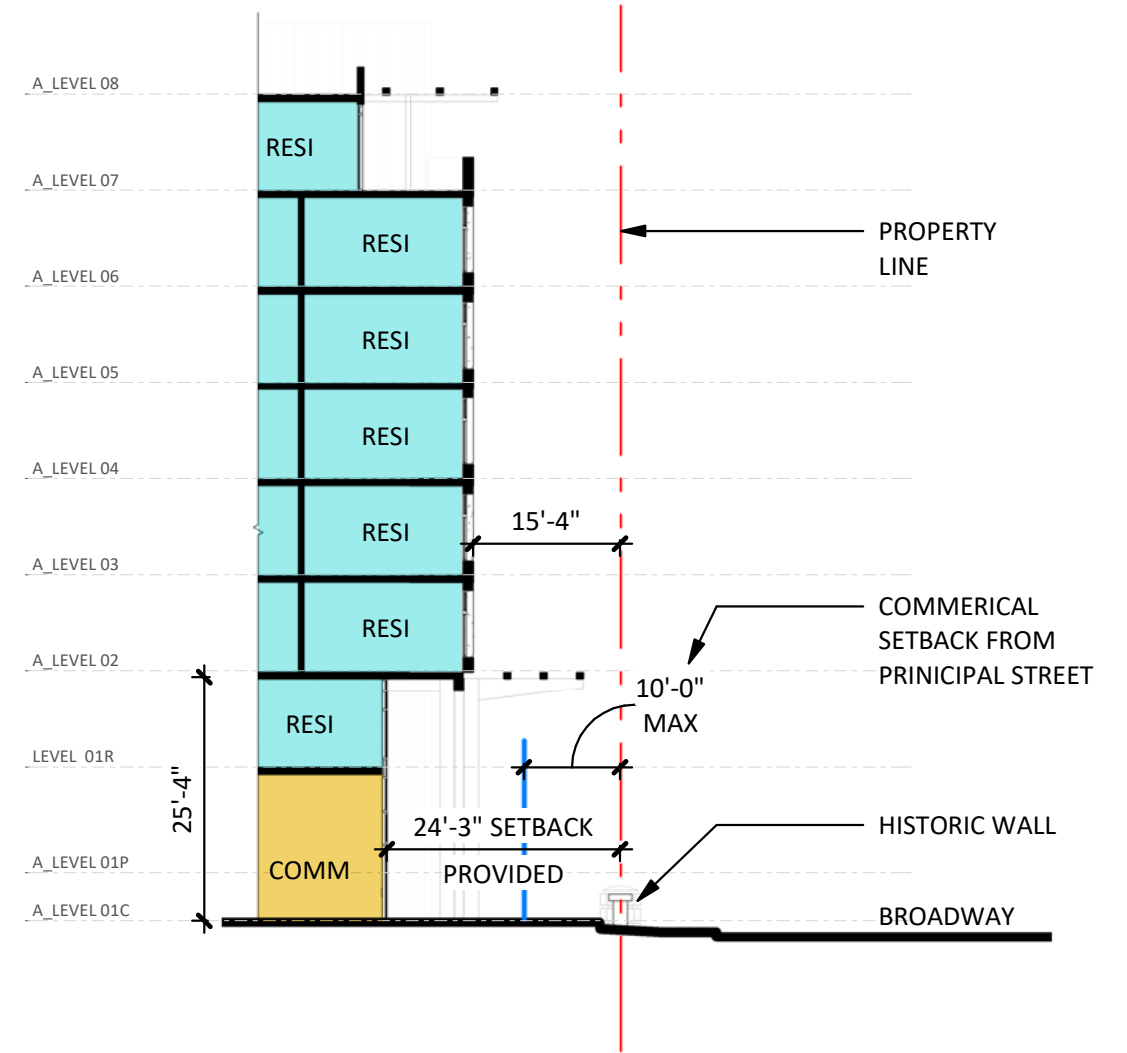 A_LEVEL 08
RESI
A_LEVEL 07
PROPERTY
LINE
RESI
A_LEVEL 06
RESI
A_LEVEL 05
RESI
A_LEVEL 04
RESI
15'-4"
A_LEVEL 03
COMMERICAL
SETBACK FROM
PRINICIPAL STREET
RESI
A_LEVEL 02
10'-0"
MAX
RESI
LEVEL 01R
25'-4"
24'-3" SETBACK
PROVIDED
HISTORIC WALL
A_LEVEL 01P
COMM
A_LEVEL 01C
BROADWAY